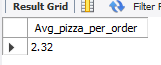 Result Grid Filter R
Avg_pizza_per_order
2.32